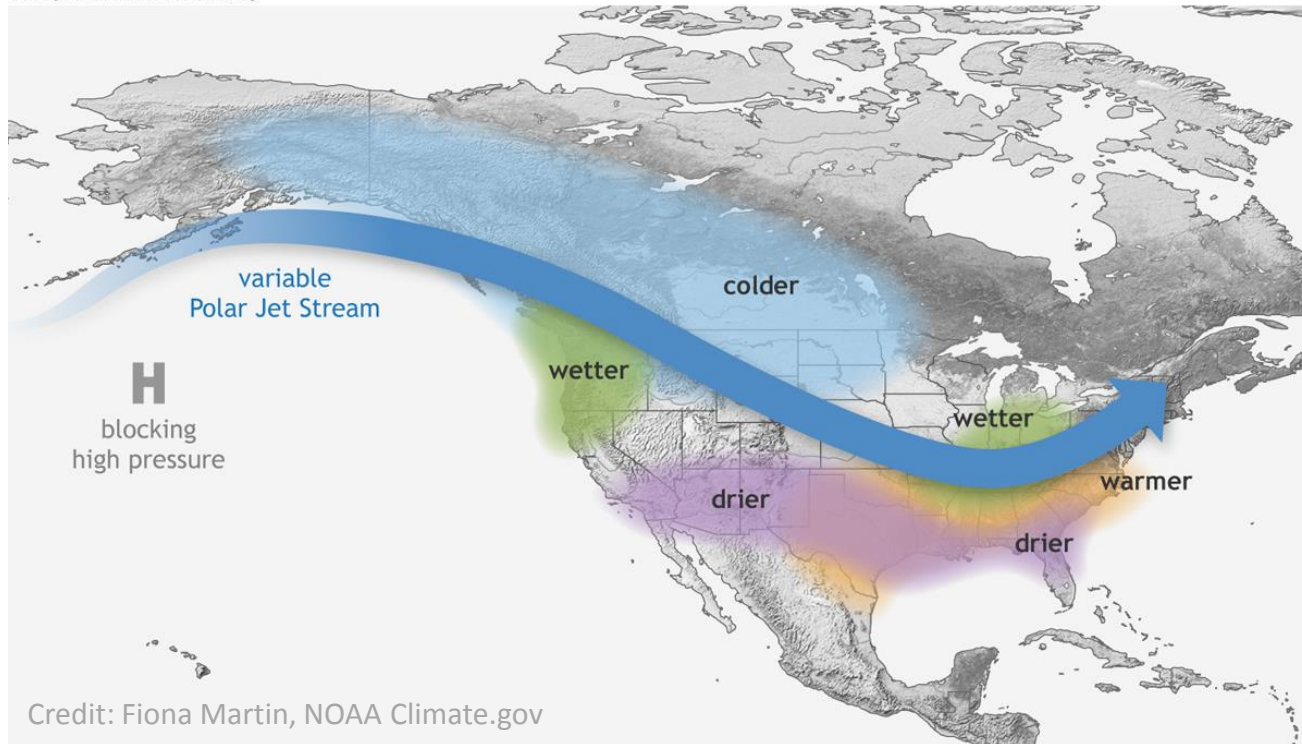 variable
Polar Jet Stream
H
blocking
high pressure
colder
wetter
wetter
warmer
drier
drier
Credit: Fiona Martin, NOAA Climate.gov